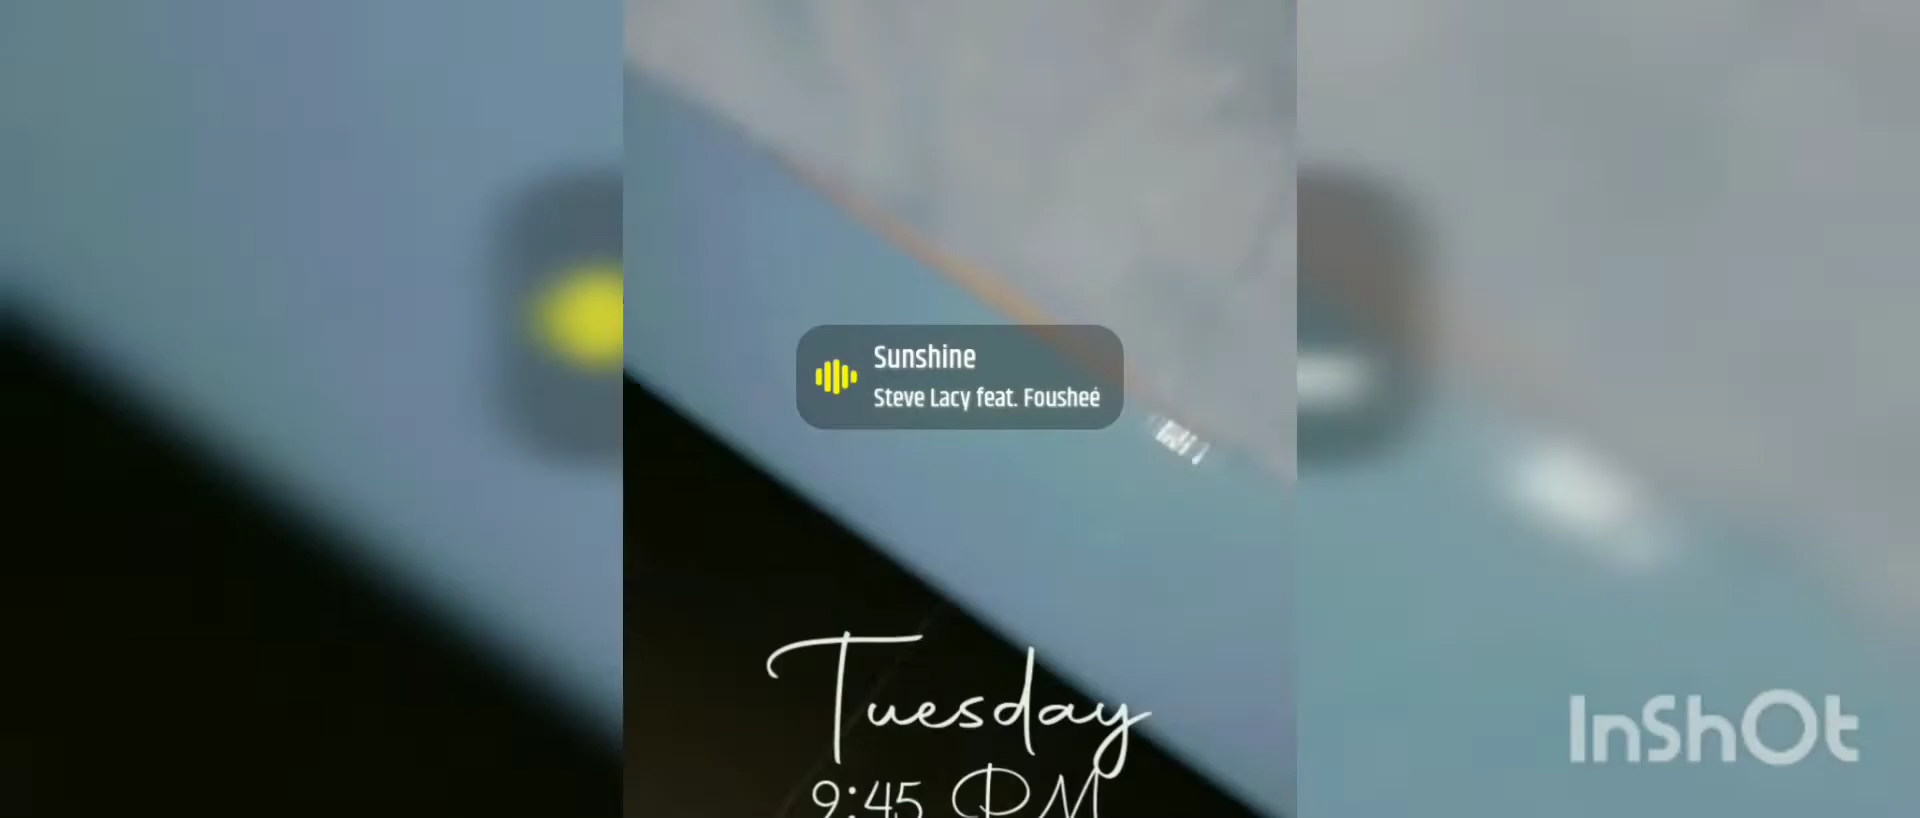 Sunshine
Steve Lacy feat. Fousheé
Tuesday
9:45 PM
InShOt